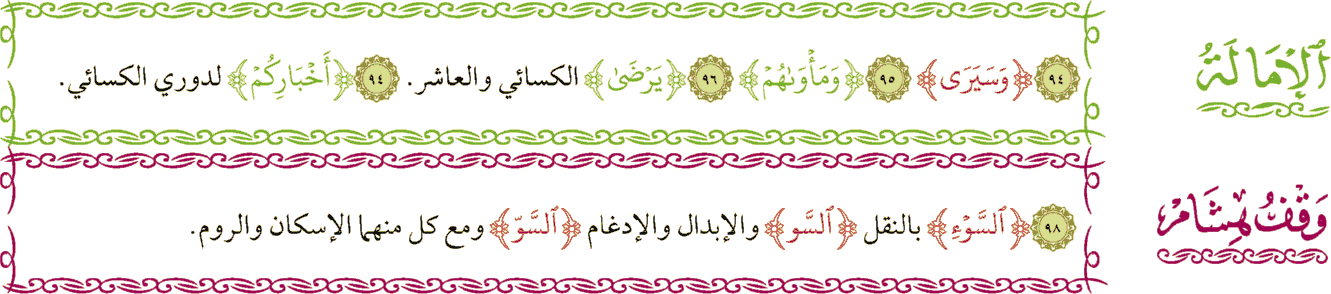 ٱلْإِمَالَةُ
٩٤ ﴿وَسَيَرَى﴾ ٩٥ ﴿وَمَأْوَىٰهُمْ﴾ ٩٦ ﴿يَرْضَىٰ﴾ الكسائي والعاشر. ٩٤ ﴿أَخْبَارِكُمْ﴾ لدوري الكسائي.
وَقْفُ هِشَامٍ
٩٨ ﴿ٱلسَّوْءِ﴾ بالنقل ﴿ٱلسَّو﴾ والإبدال والإدغام ﴿ٱلسَّوّ﴾ ومع كل منهما الإسكان والروم.